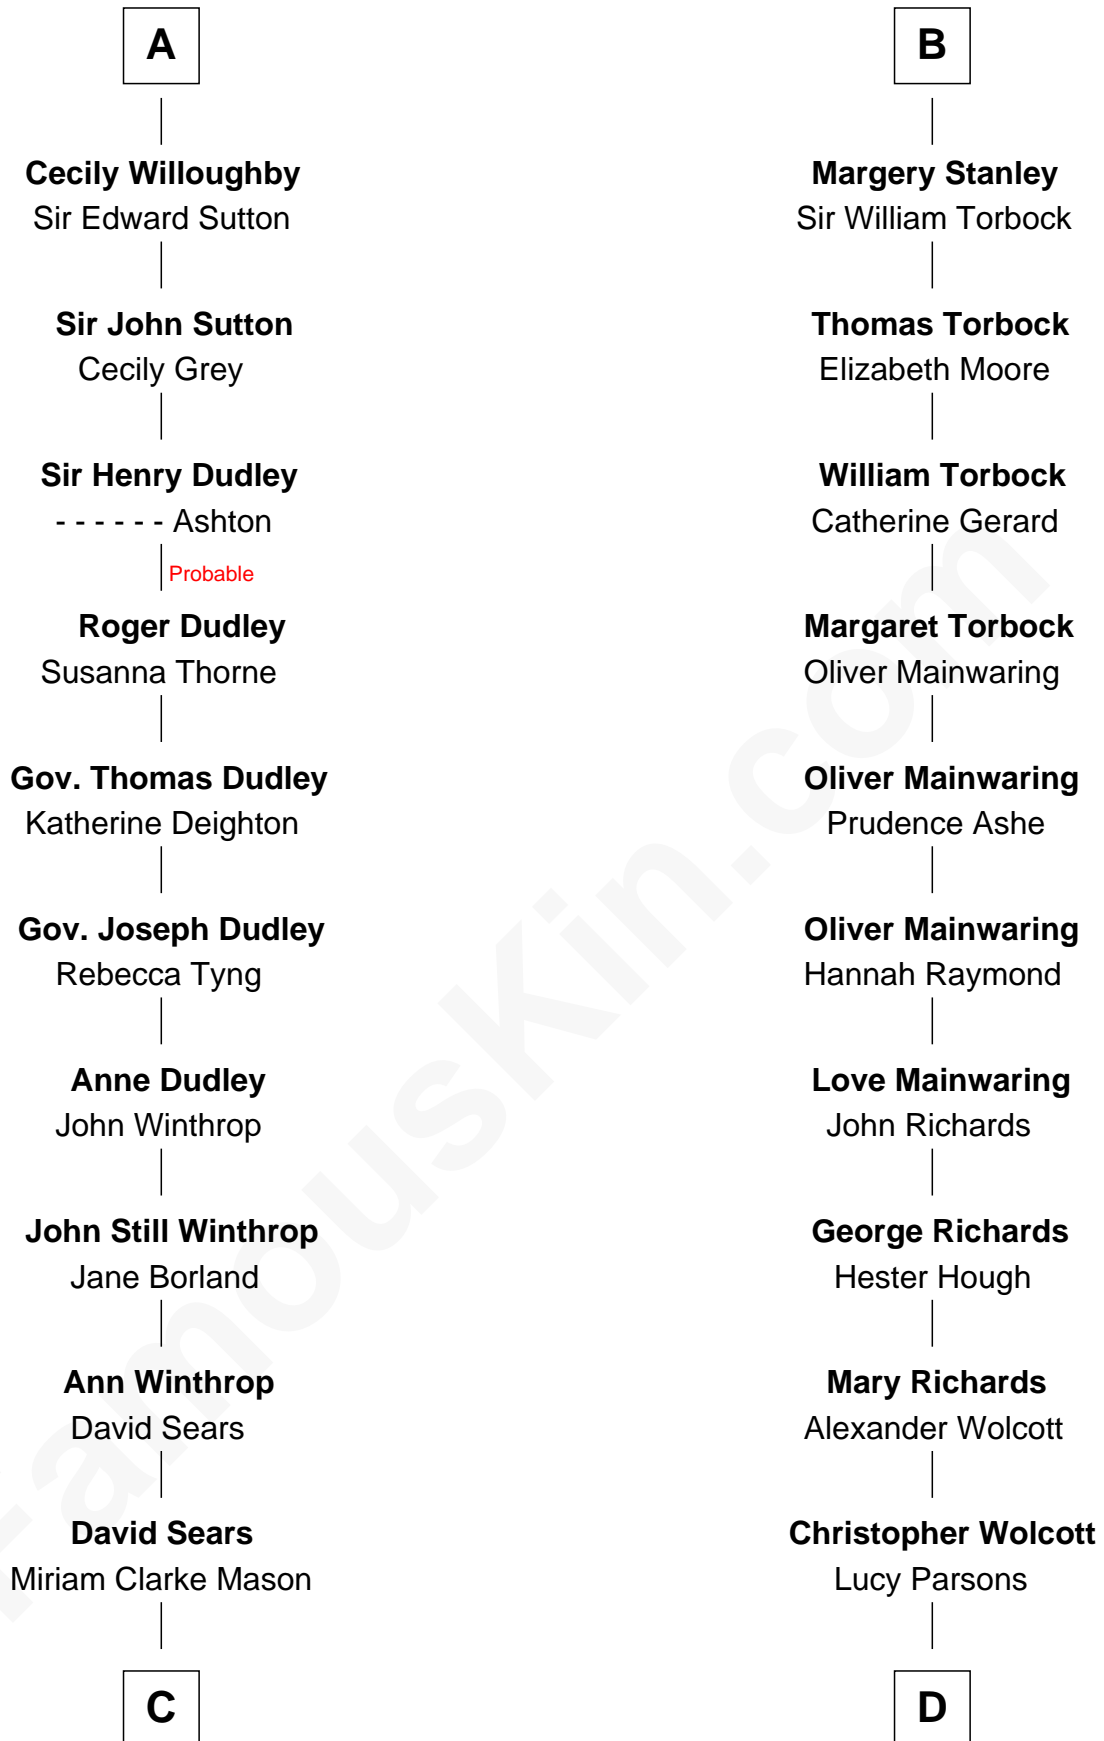 A
Cecily Willoughby
Sir Edward Sutton
Sir John Sutton
Cecily Grey
Sir Henry Dudley
- - - - - - Ashton
Probable
Roger Dudley
Susanna Thorne
Gov. Thomas Dudley
Katherine Deighton
Gov. Joseph Dudley
Rebecca Tyng
Anne Dudley
John Winthrop
John Still Winthrop
Jane Borland
Ann Winthrop
David Sears
David Sears
Miriam Clarke Mason
C
B
Margery Stanley
Sir William Torbock
Thomas Torbock
Elizabeth Moore
William Torbock
Catherine Gerard
Margaret Torbock
Oliver Mainwaring
Oliver Mainwaring
Prudence Ashe
Oliver Mainwaring
Hannah Raymond
Love Mainwaring
John Richards
George Richards
Hester Hough
Mary Richards
Alexander Wolcott
Christopher Wolcott
Lucy Parsons
D
FamousKin.com